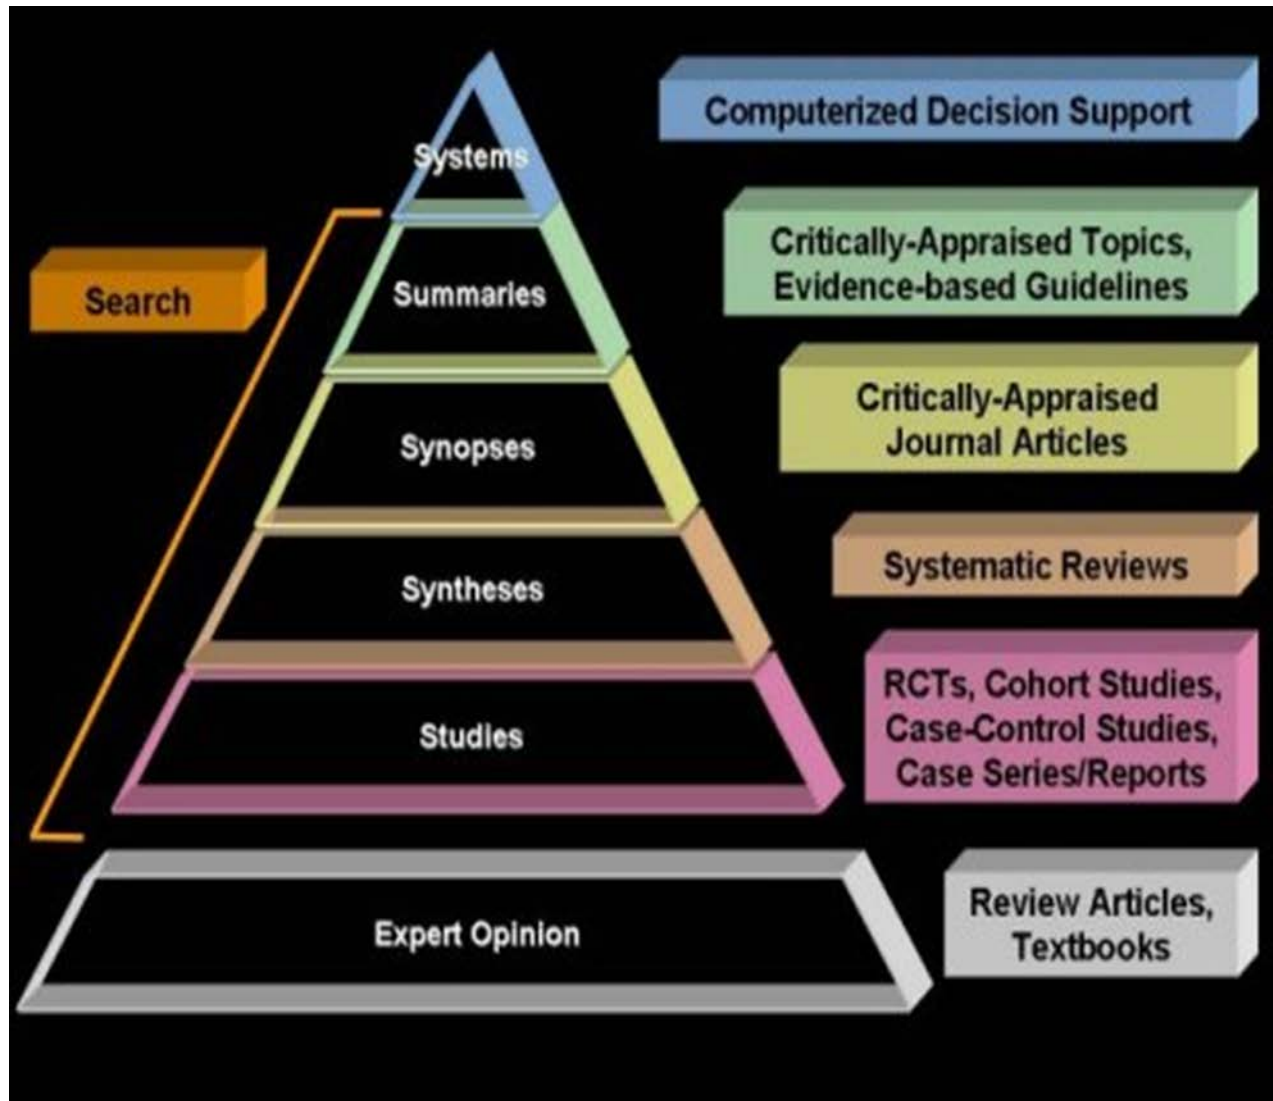 Systems
Computerized Decision Support
Search
Summaries
Critically-Appraised Topics,
Evidence-based Guidelines
Synopses
Critically-Appraised
Journal Articles
Syntheses
Systematic Reviews
Studies
RCTs, Cohort Studies,
Case-Control Studies,
Case Series/Reports
Expert Opinion
Review Articles,
Textbooks